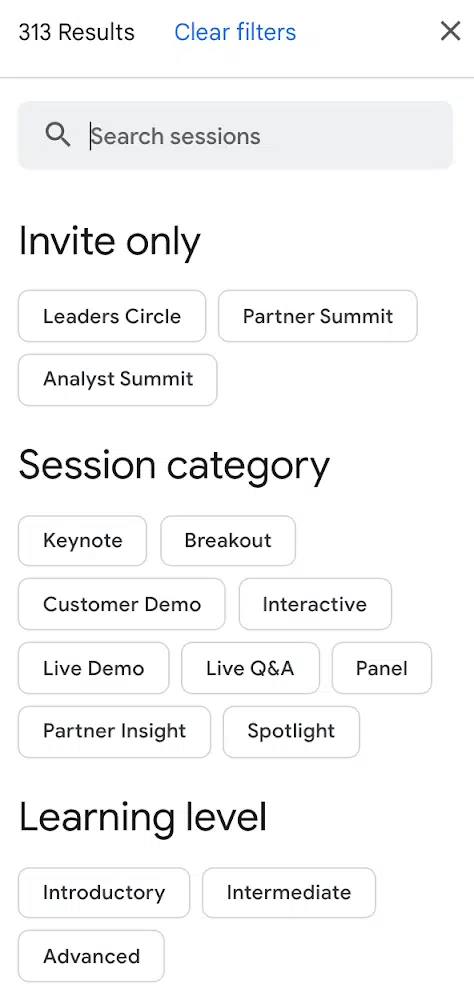 313 Results Clear filters
Search sessions
Invite only
Leaders Circle Partner Summit
Analyst Summit
Session category
Keynote Breakout
Customer Demo Interactive
Live Demo Live Q&A Panel
Partner Insight Spotlight
Learning level
Introductory Intermediate
Advanced